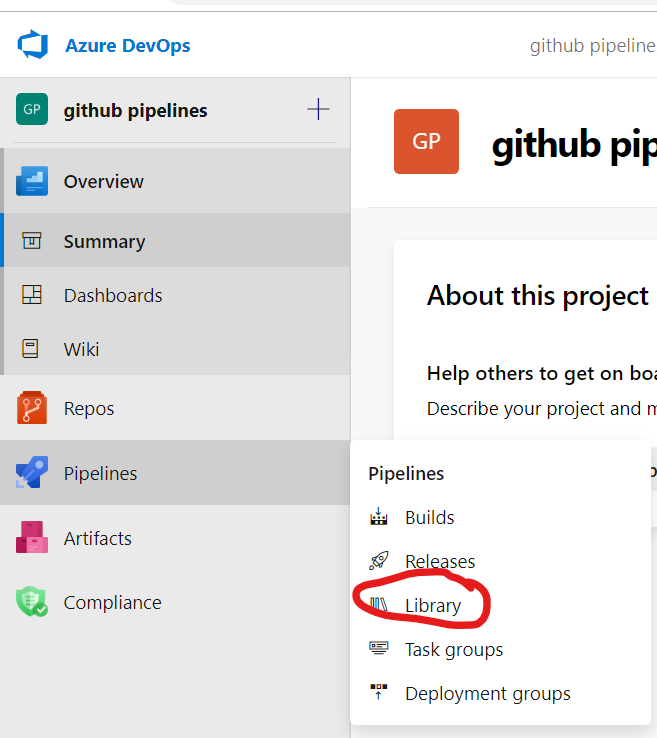 Azure DevOps
github pipeline
GP
github pipelines
GP
github pip
Overview
Summary
Dashboards
Wiki
Repos
Pipelines
Artifacts
Compliance
About this project
Help others to get on boa
Describe your project and m
Pipelines
Builds
Releases
Library
Task groups
Deployment groups